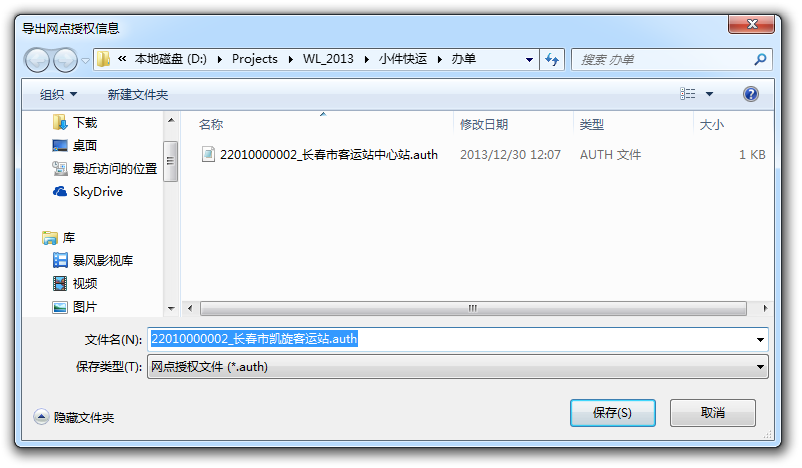 导出网点授权信息
« 本地磁盘 (D:) Projects WL_2013 小件快运 办单
搜索 办单
组织 新建文件夹
下载
桌面
最近访问的位置
SkyDrive
库
暴风影视库
视频
图片
名称 修改日期 类型 大小
22010000002_长春市客运站中心站.auth 2013/12/30 12:07 AUTH 文件 1 KB
文件名(N): 22010000002_长春市凯旋客运站.auth
保存类型(T): 网点授权文件 (*.auth)
隐藏文件夹
保存(S) 取消